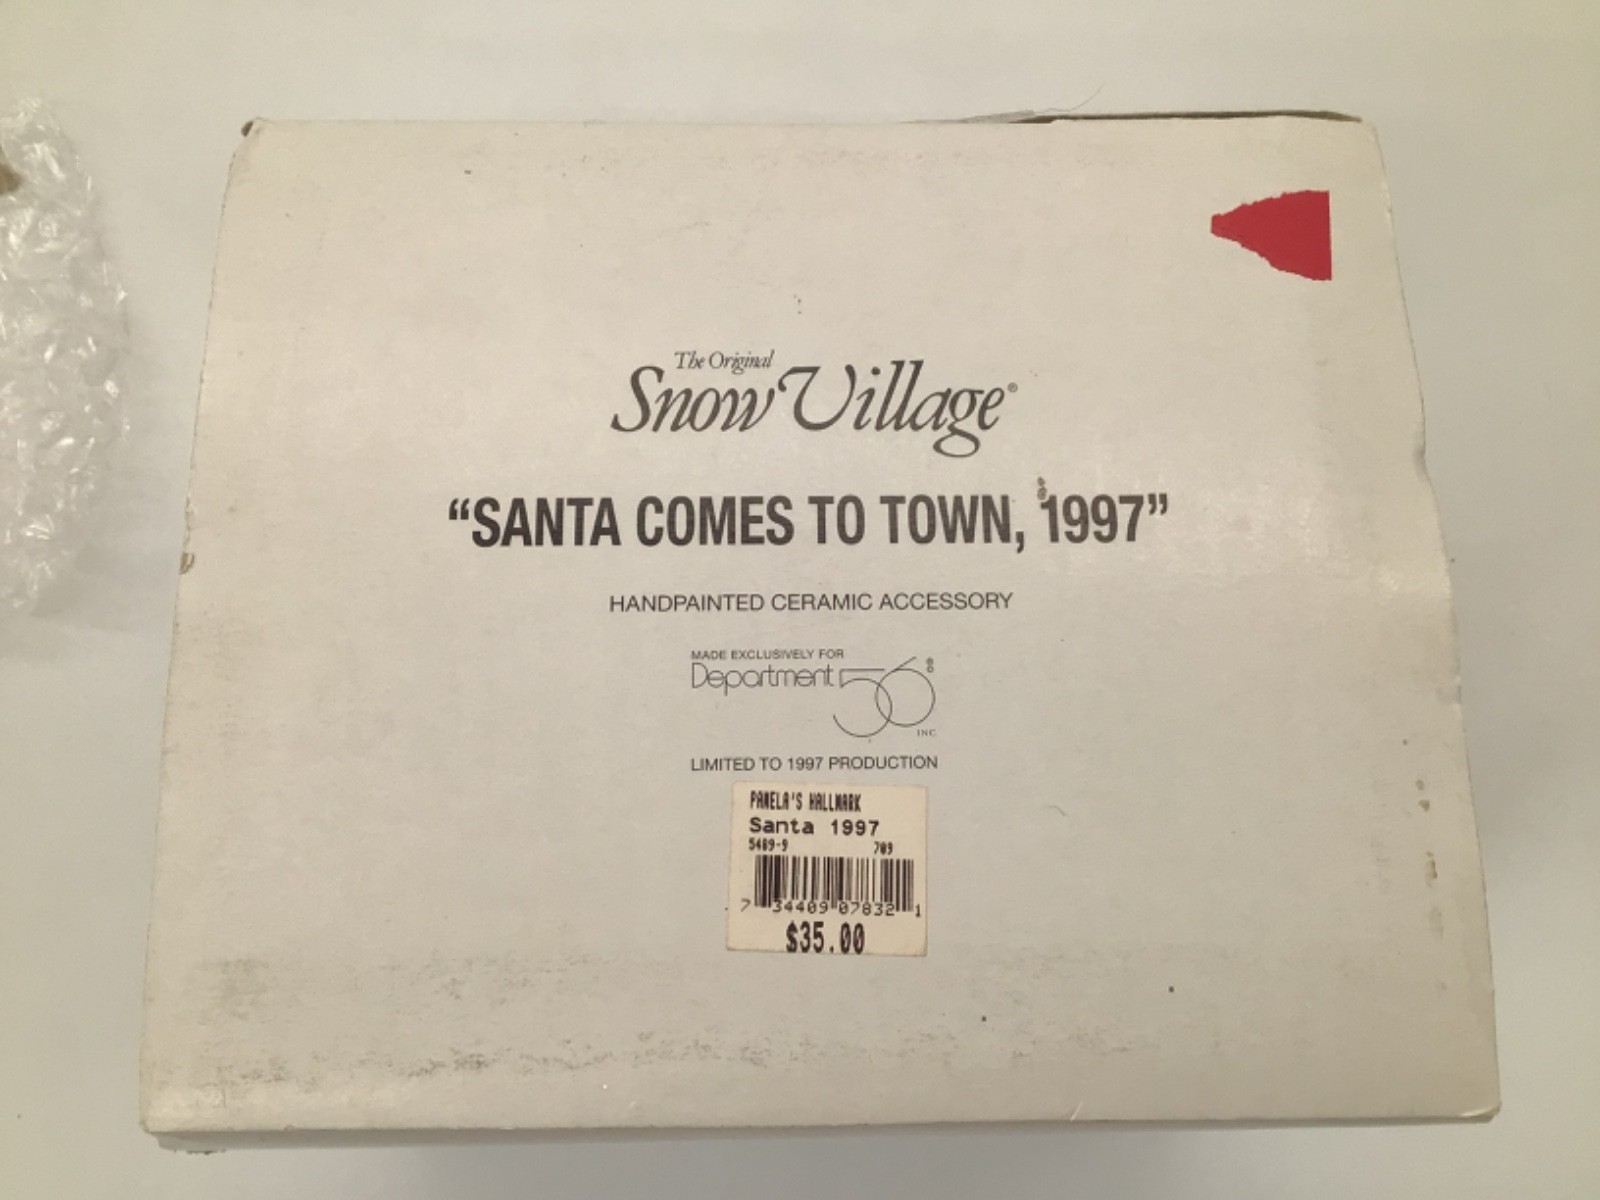 The Original
Snow Village®
“SANTA COMES TO TOWN, 1997”
HANDPAINTED CERAMIC ACCESSORY
MADE EXCLUSIVELY FOR
Department 56®
INC.
LIMITED TO 1997 PRODUCTION
PAMELA'S HALLMARK
Santa 1997
5489-9 709
7 34409 07832 1
$35.00